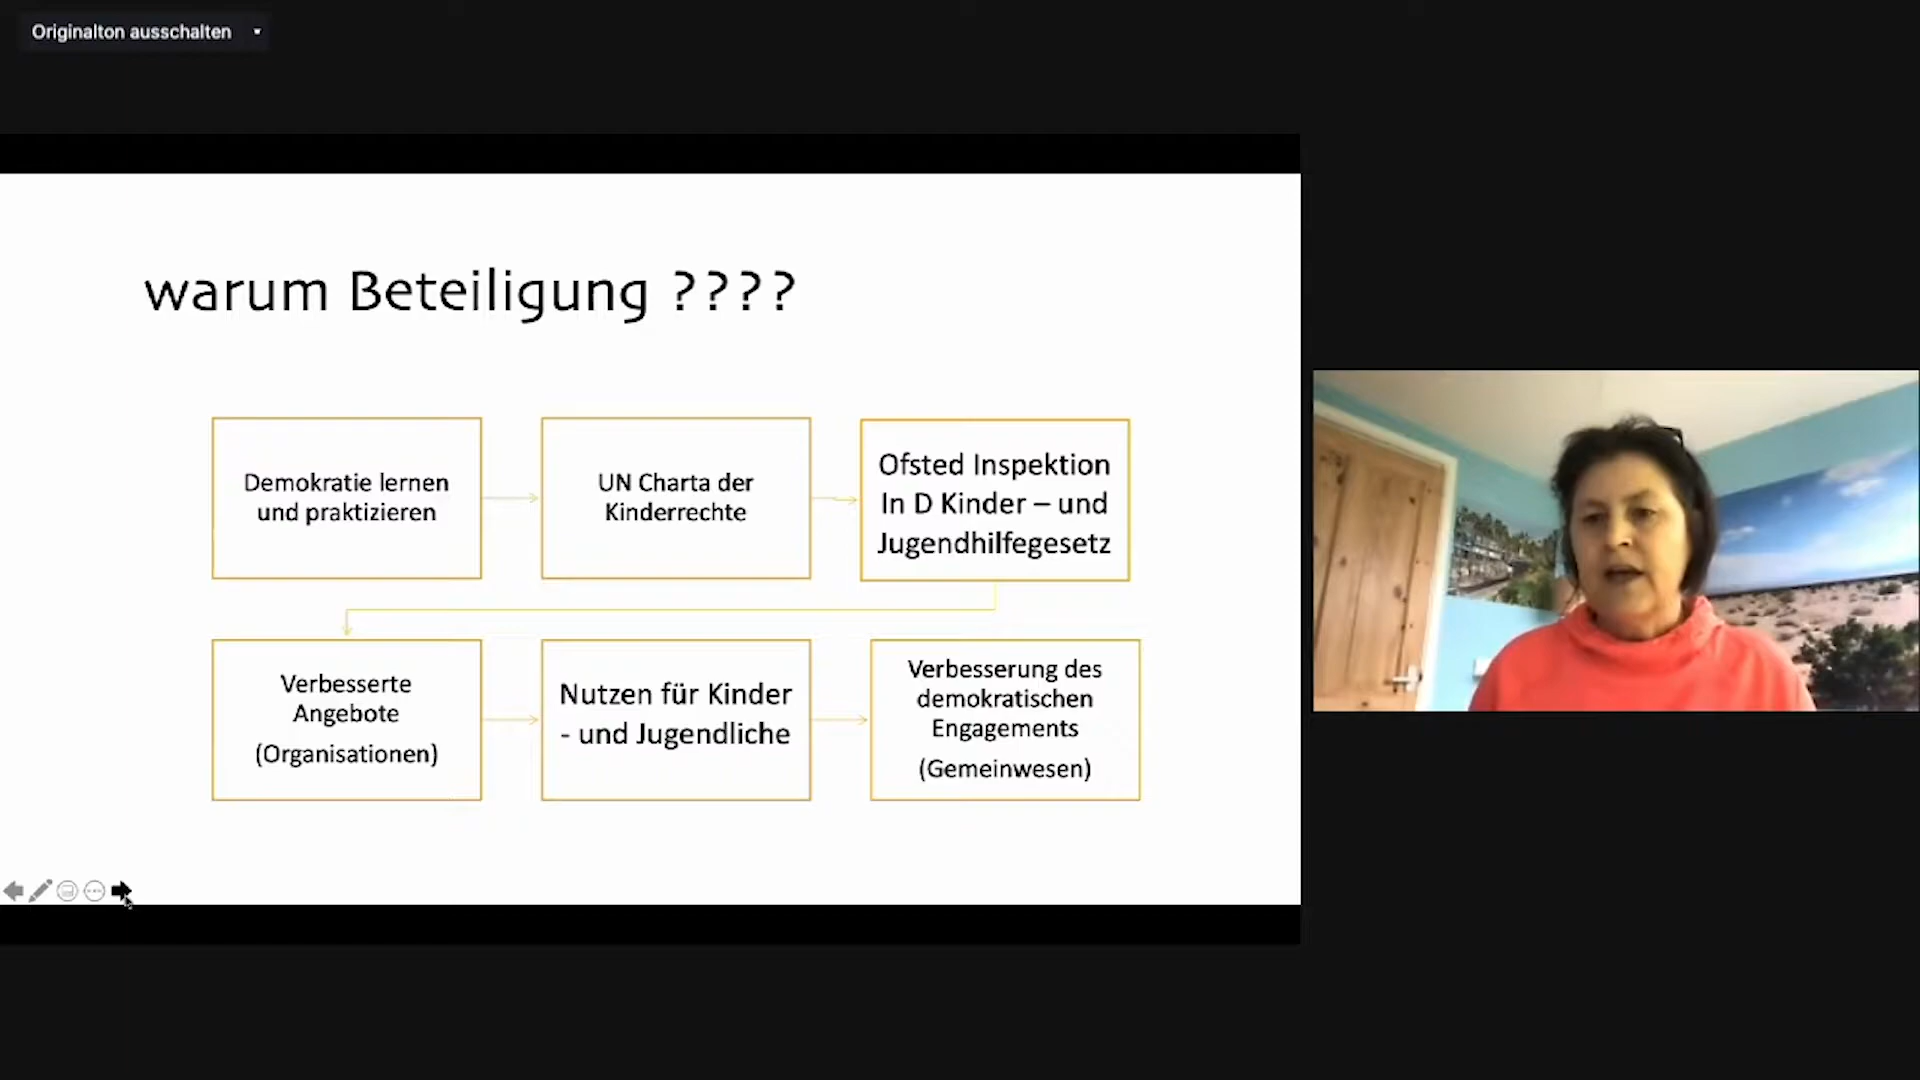 Originalton ausschalten
warum Beteiligung ????
Demokratie lernen
und praktizieren
UN Charta der
Kinderrechte
Ofsted Inspektion
In D Kinder – und
Jugendhilfegesetz
Verbesserte
Angebote
(Organisationen)
Nutzen für Kinder
- und Jugendliche
Verbesserung des
demokratischen
Engagements
(Gemeinwesen)